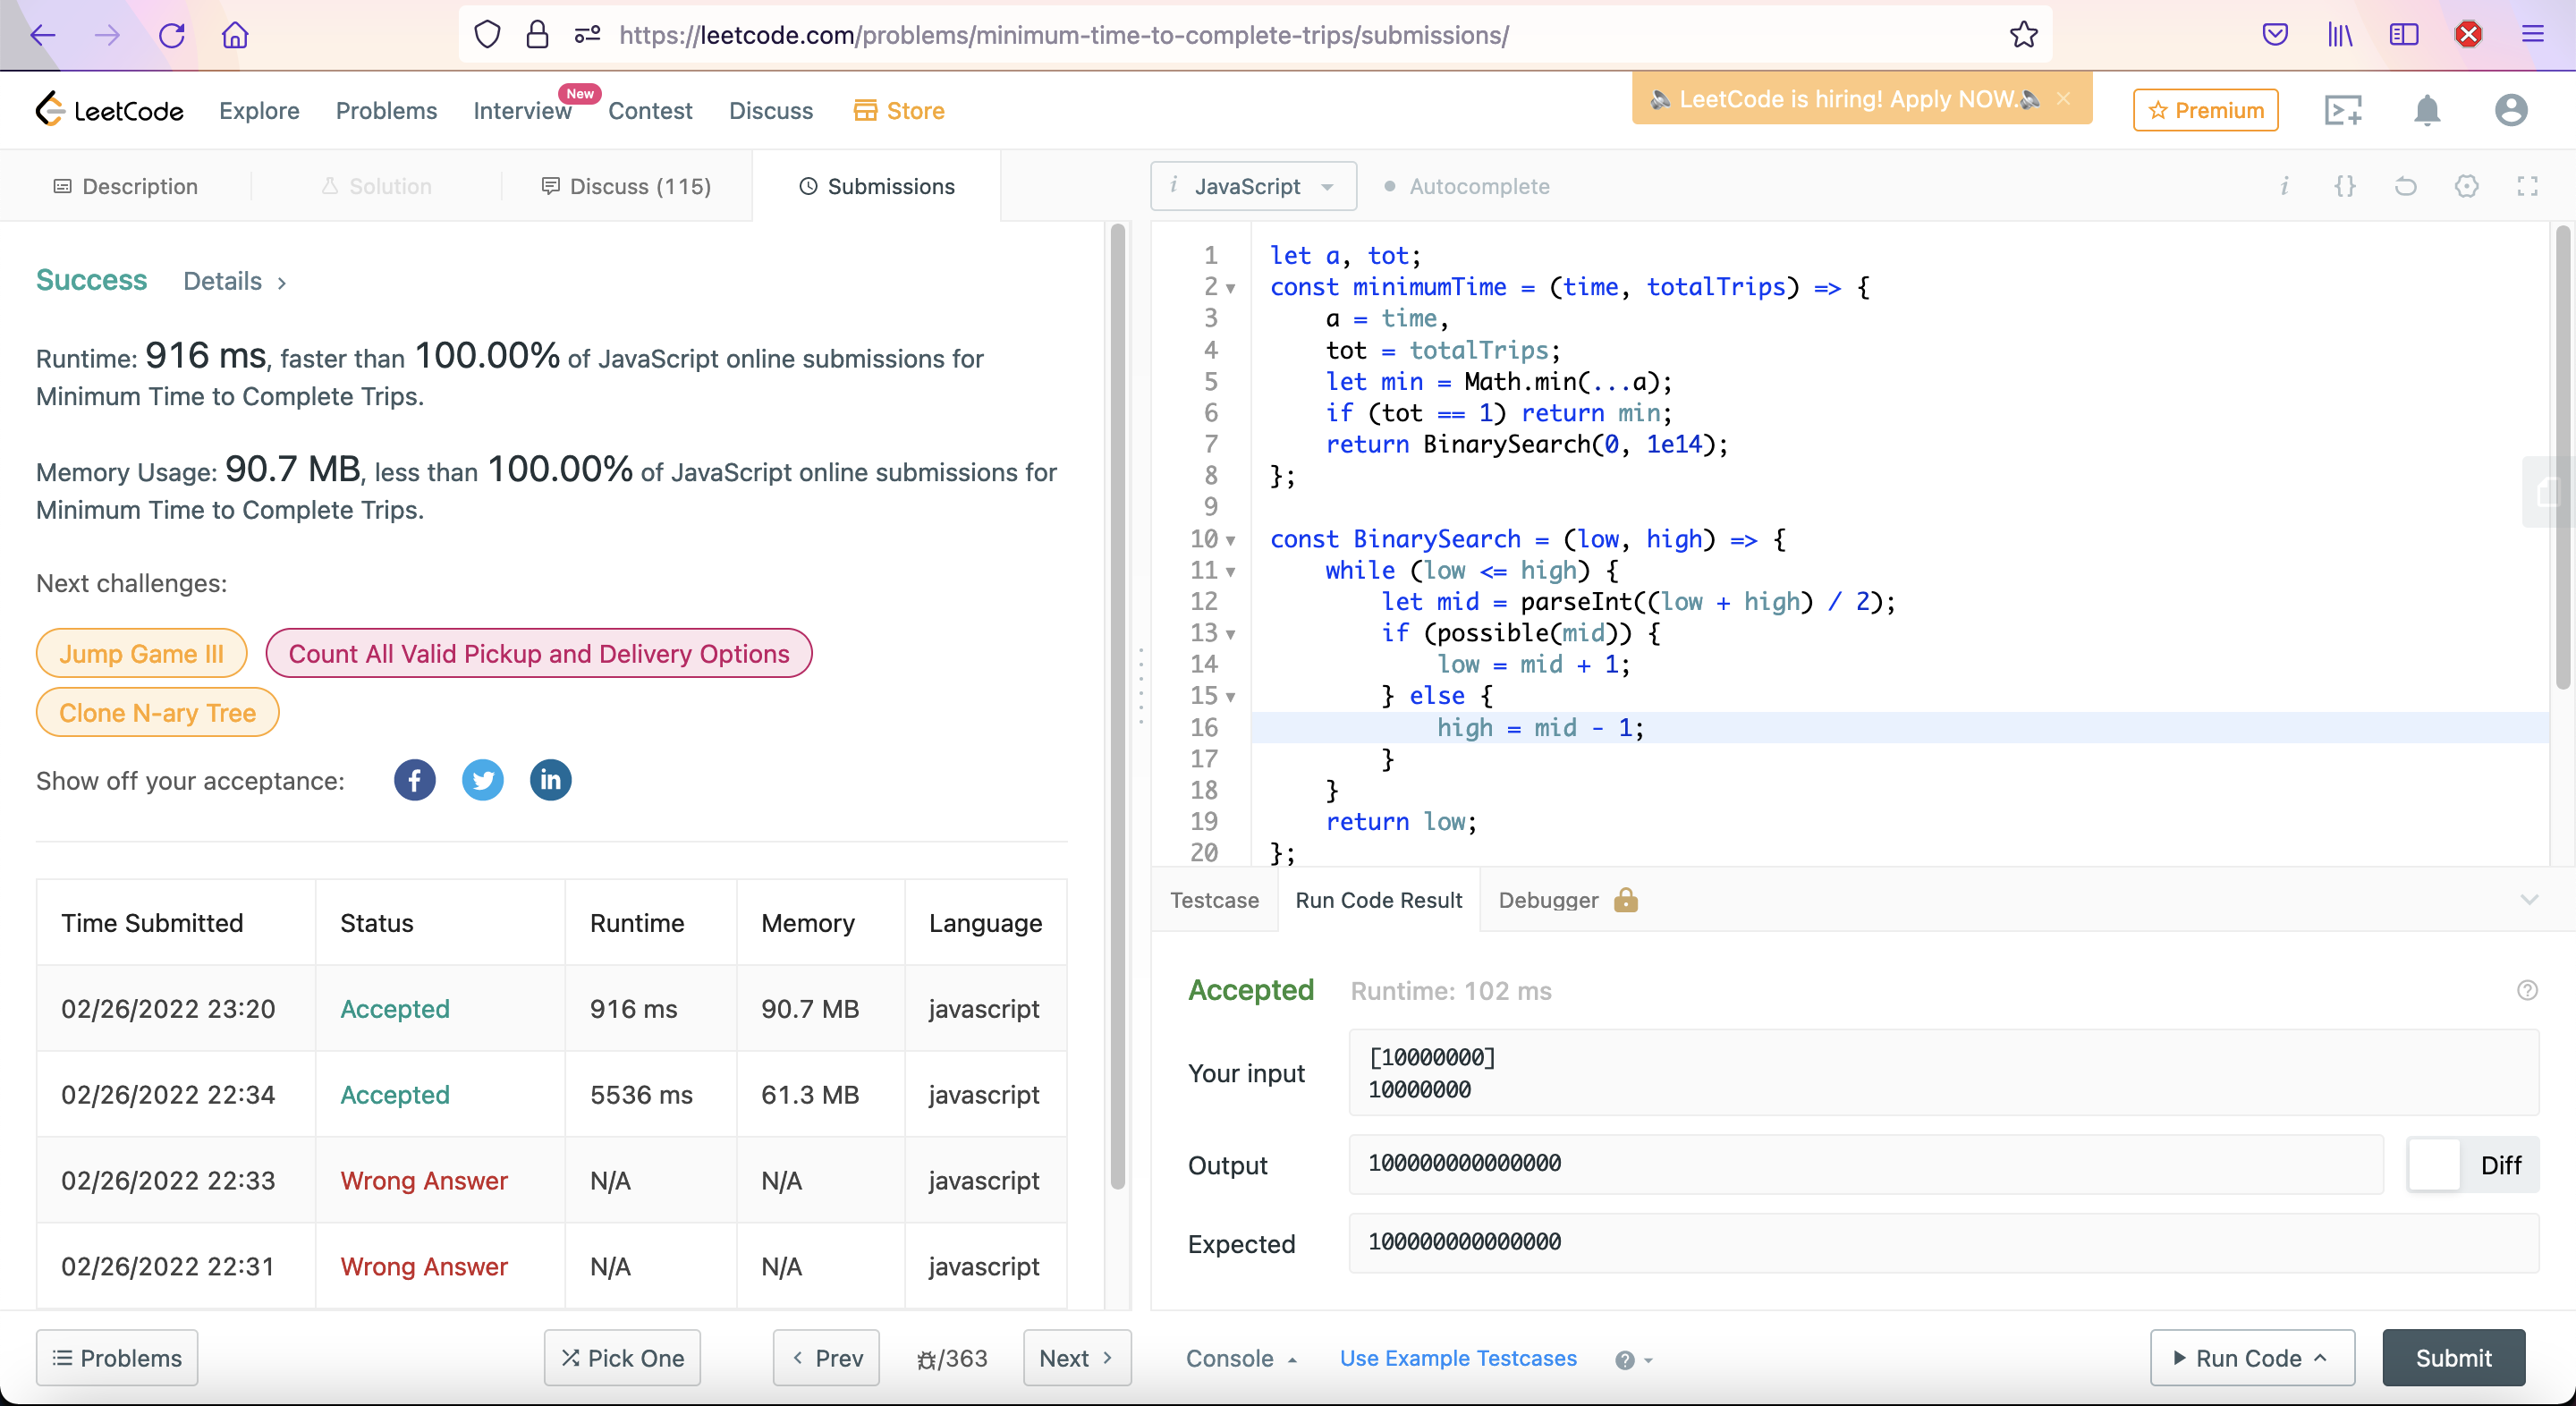 https://leetcode.com/problems/minimum-time-to-complete-trips/submissions/
LeetCode
Explore
Problems
Interview
New
Contest
Discuss
Store
LeetCode is hiring! Apply NOW.
Premium
Description
Solution
Discuss (115)
Submissions
Success
Details
Runtime: 916 ms, faster than 100.00% of JavaScript online submissions for
Minimum Time to Complete Trips.
Memory Usage: 90.7 MB, less than 100.00% of JavaScript online submissions for
Minimum Time to Complete Trips.
Next challenges:
Jump Game III
Count All Valid Pickup and Delivery Options
Clone N-ary Tree
Show off your acceptance:
Time Submitted Status Runtime Memory Language
02/26/2022 23:20 Accepted 916 ms 90.7 MB javascript
02/26/2022 22:34 Accepted 5536 ms 61.3 MB javascript
02/26/2022 22:33 Wrong Answer N/A N/A javascript
02/26/2022 22:31 Wrong Answer N/A N/A javascript
Problems
Pick One
Prev
/363
Next
i JavaScript
Autocomplete
i {}
1 let a, tot;
2 const minimumTime = (time, totalTrips) => {
3     a = time,
4     tot = totalTrips;
5     let min = Math.min(...a);
6     if (tot == 1) return min;
7     return BinarySearch(0, 1e14);
8 };
9
10 const BinarySearch = (low, high) => {
11     while (low <= high) {
12         let mid = parseInt((low + high) / 2);
13         if (possible(mid)) {
14             low = mid + 1;
15         } else {
16             high = mid - 1;
17         }
18     }
19     return low;
20 };
Testcase
Run Code Result
Debugger
Accepted
Runtime: 102 ms
Your input
[10000000]
10000000
Output
100000000000000
Diff
Expected
100000000000000
Console
Use Example Testcases
Run Code
Submit